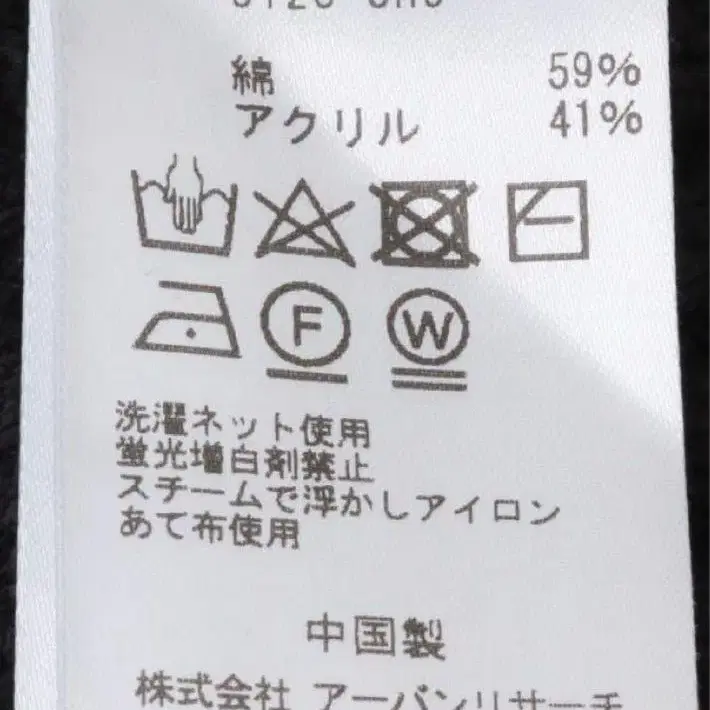 綿 59%
アクリル 41%
F W
洗濯ネット使用
蛍光増白剤禁止
スチームで浮かしアイロン
あて布使用
中国製
株式会社 アーバンリサーチ